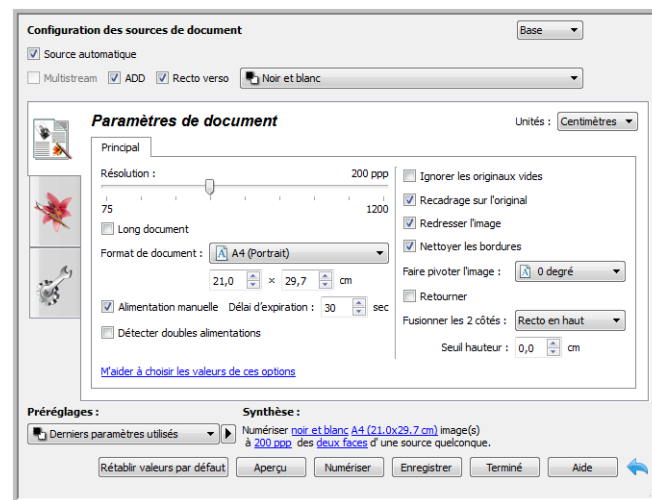 Configuration des sources de document
Base
Source automatique
Multistream ADD Recto verso Noir et blanc
Paramètres de document
Unités : Centimètres
Principal
Résolution : 200 ppp
75 1200
Long document
Format de document : A4 (Portrait)
21,0 × 29,7 cm
Alimentation manuelle Délai d'expiration : 30 sec
Détecter doubles alimentations
M'aider à choisir les valeurs de ces options
Ignorer les originaux vides
Recadrage sur l'original
Redresser l'image
Nettoyer les bordures
Faire pivoter l'image : 0 degré
Retourner
Fusionner les 2 côtés : Recto en haut
Seuil hauteur : 0,0 cm
Préréglages :
Derniers paramètres utilisés
Synthèse :
Numériser noir et blanc A4 (21.0x29.7 cm) image(s)
à 200 ppp des deux faces d'une source quelconque.
Rétablir valeurs par défaut Aperçu Numériser Enregistrer Terminé Aide